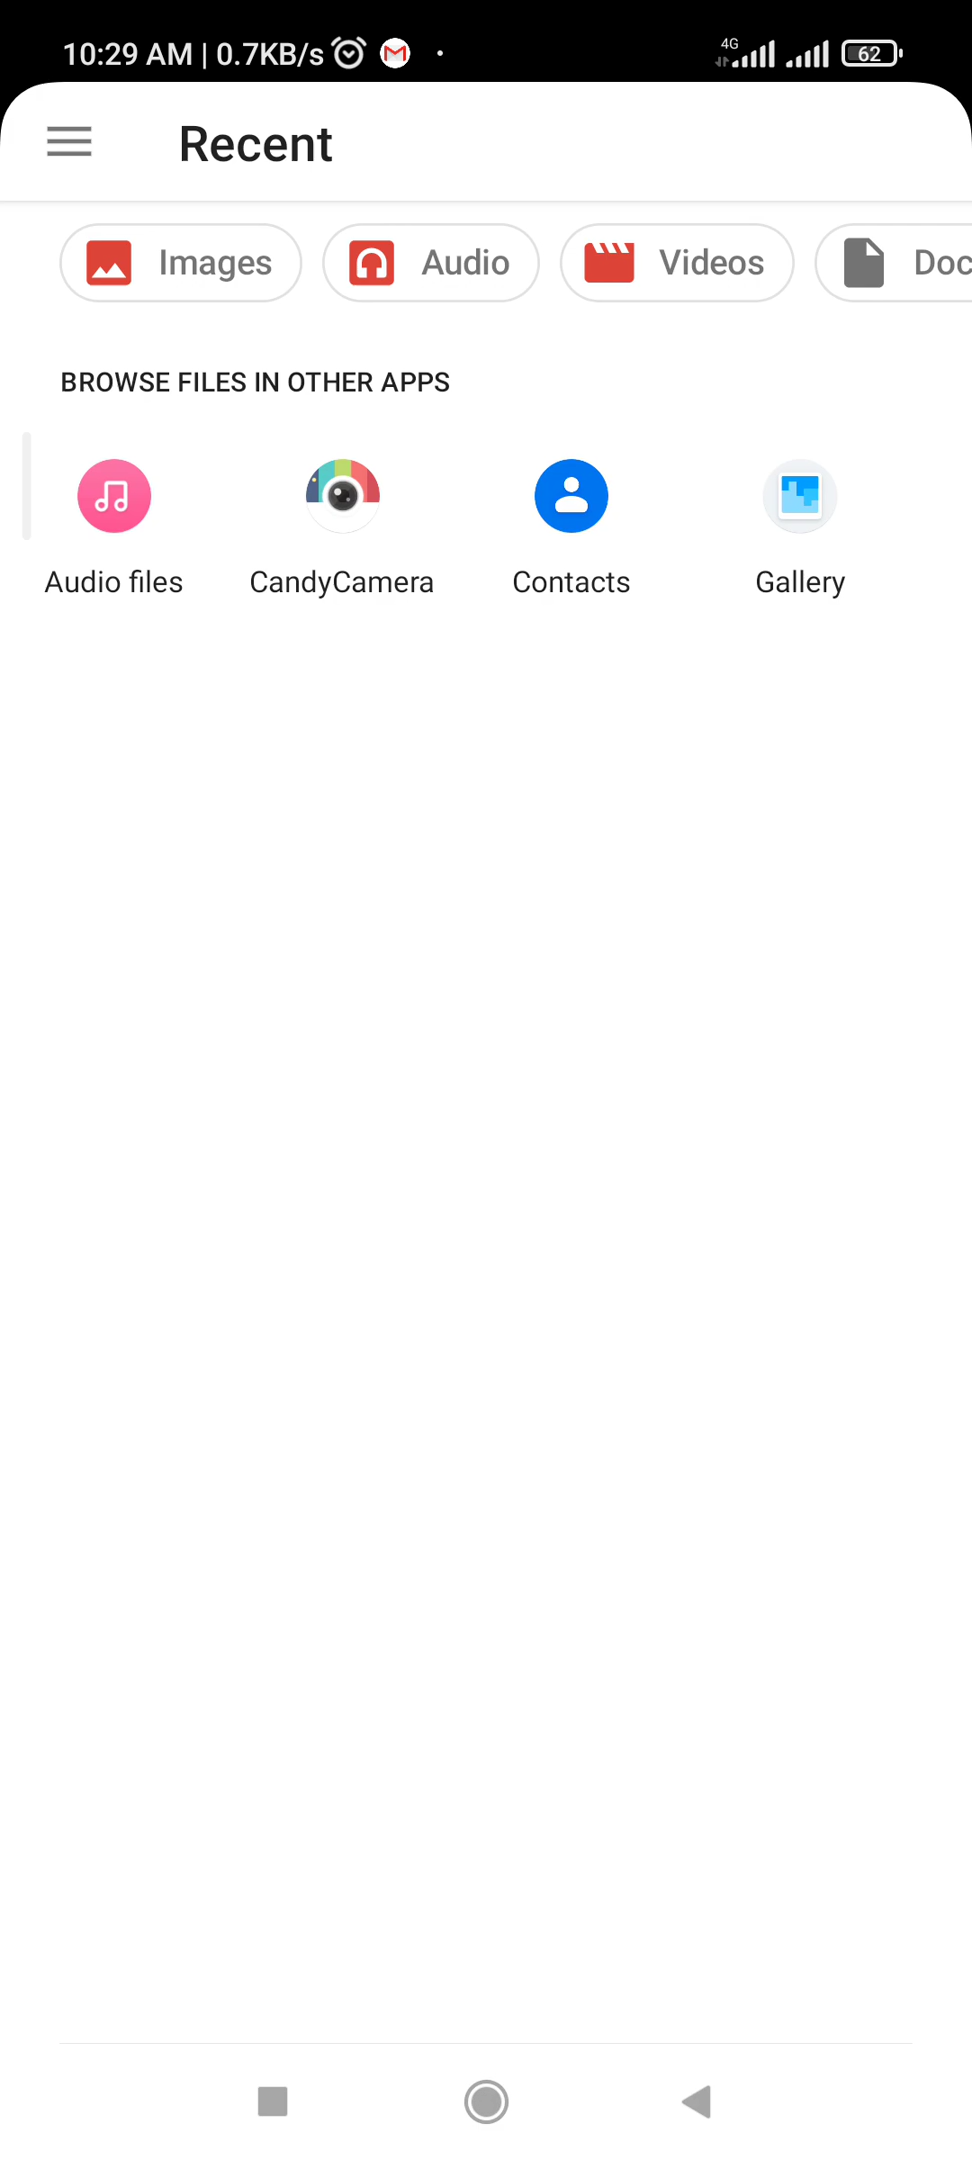 10:29 AM | 0.7KB/s 4G 62
Recent
Images Audio Videos Doc
BROWSE FILES IN OTHER APPS
Audio files CandyCamera Contacts Gallery